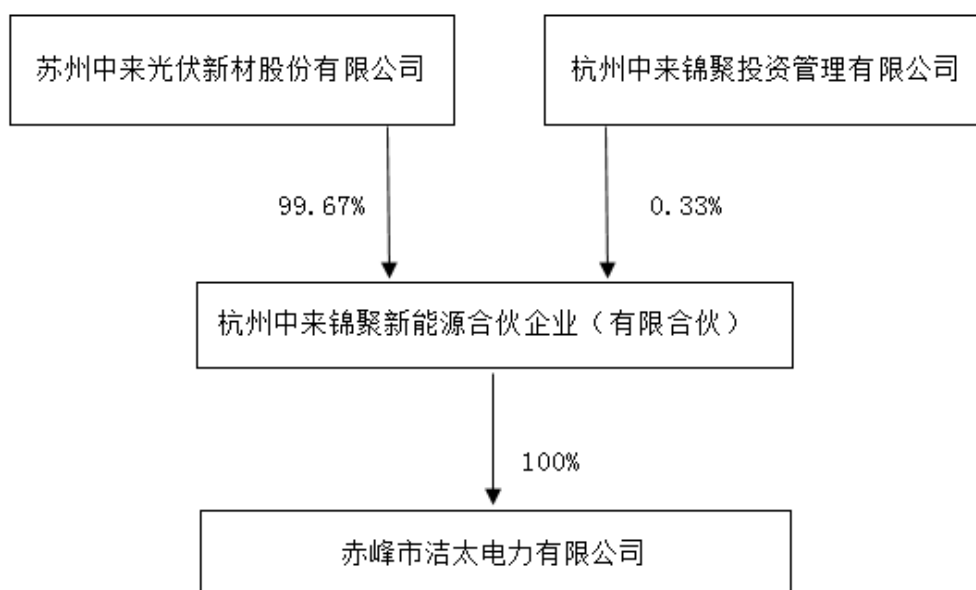 苏州中来光伏新材股份有限公司
杭州中来锦聚投资管理有限公司
99.67%
0.33%
杭州中来锦聚新能源合伙企业（有限合伙）
100%
赤峰市洁太电力有限公司